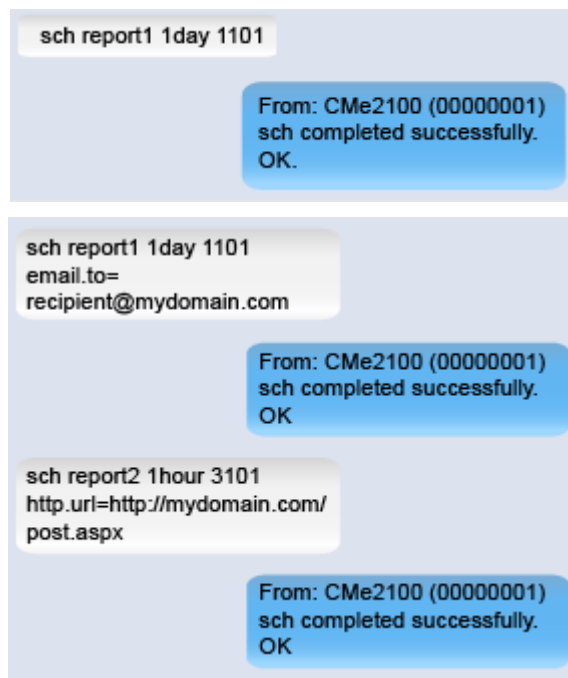 sch report1 1day 1101
From: CMe2100 (00000001)
sch completed successfully.
OK.
sch report1 1day 1101
email.to=
recipient@mydomain.com
From: CMe2100 (00000001)
sch completed successfully.
OK
sch report2 1hour 3101
http.url=http://mydomain.com/
post.aspx
From: CMe2100 (00000001)
sch completed successfully.
OK